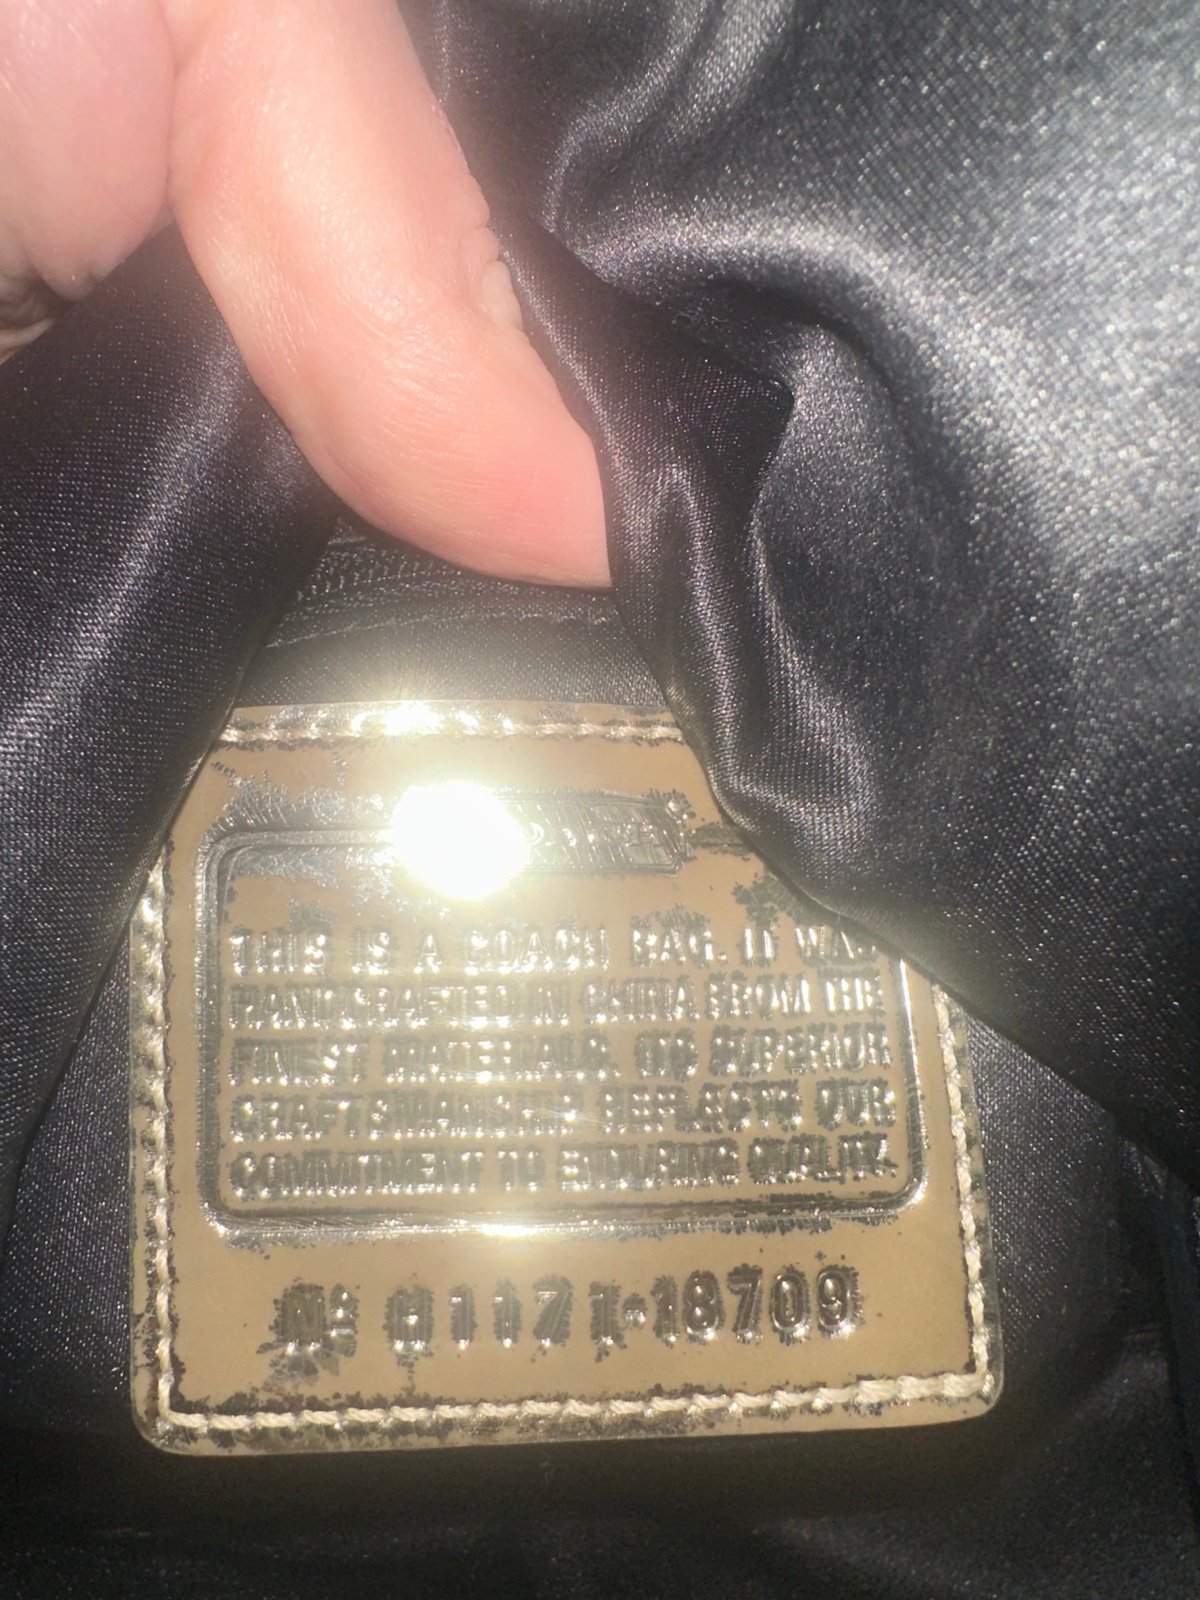 THIS IS A COACH BAG. IT WAS
HANDCRAFTED IN CHINA FROM THE
FINEST MATERIALS. ITS SUPERIOR
CRAFTSMANSHIP REFLECTS OUR
COMMITMENT TO ENDURING QUALITY.
Nº H1171-18709